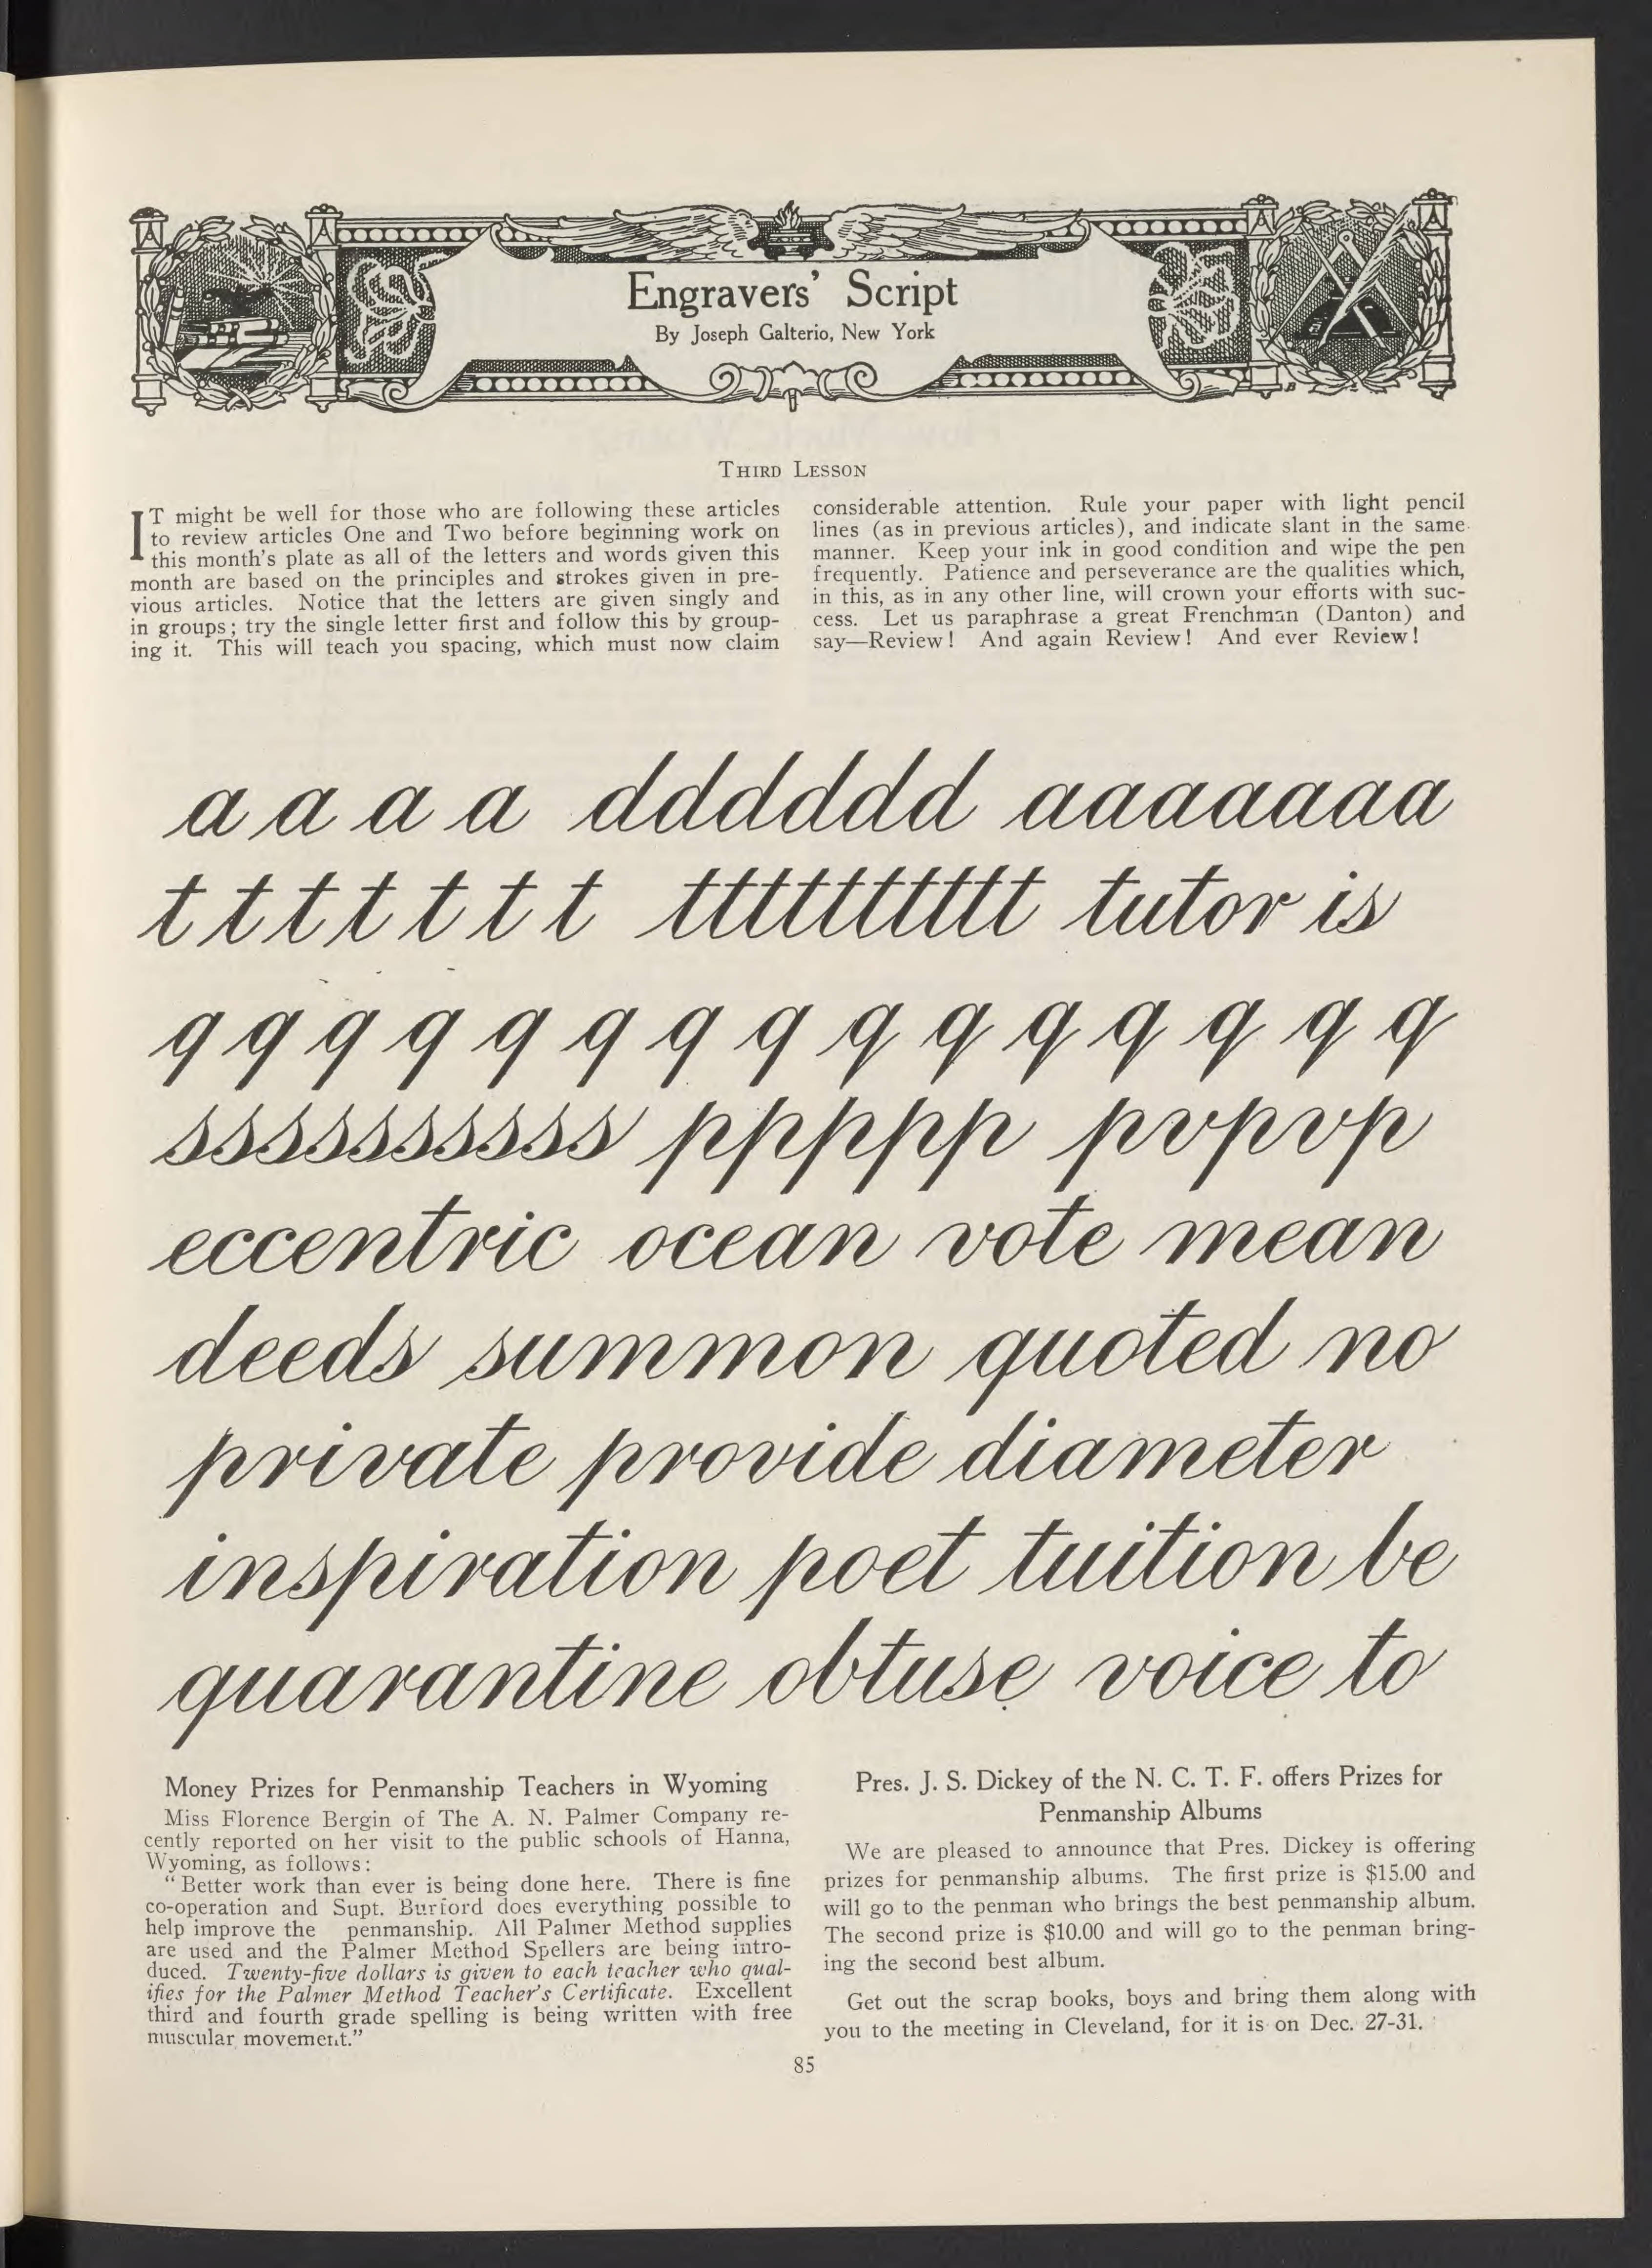 Engravers' Script
By Joseph Galterio, New York
THIRD LESSON
IT might be well for those who are following these articles
to review articles One and Two before beginning work on
this month's plate as all of the letters and words given this
month are based on the principles and strokes given in pre-
vious articles. Notice that the letters are given singly and
in groups; try the single letter first and follow this by group-
ing it. This will teach you spacing, which must now claim
considerable attention. Rule your paper with light pencil
lines (as in previous articles), and indicate slant in the same
manner. Keep your ink in good condition and wipe the pen
frequently. Patience and perseverance are the qualities which,
in this, as in any other line, will crown your efforts with suc-
cess. Let us paraphrase a great Frenchman (Danton) and
say—Review! And again Review! And ever Review!
a a a a dddddd aaaaaaa
t t t t t t t tttttttttt tutor is
q q q q q q q q q q q q q q q
ssssssssss pppppp pvpvp
eccentric ocean vote mean
deeds summon quoted no
private provide diameter
inspiration poet tuition be
quarantine obtuse voice to
Money Prizes for Penmanship Teachers in Wyoming
Miss Florence Bergin of The A. N. Palmer Company re-
cently reported on her visit to the public schools of Hanna,
Wyoming, as follows:
"Better work than ever is being done here. There is fine
co-operation and Supt. Burford does everything possible to
help improve the penmanship. All Palmer Method supplies
are used and the Palmer Method Spellers are being intro-
duced. Twenty-five dollars is given to each teacher who qual-
ifies for the Palmer Method Teacher's Certificate. Excellent
third and fourth grade spelling is being written with free
muscular movement."
Pres. J. S. Dickey of the N. C. T. F. offers Prizes for
Penmanship Albums
We are pleased to announce that Pres. Dickey is offering
prizes for penmanship albums. The first prize is $15.00 and
will go to the penman who brings the best penmanship album.
The second prize is $10.00 and will go to the penman bring-
ing the second best album.
Get out the scrap books, boys and bring them along with
you to the meeting in Cleveland, for it is on Dec. 27-31.
85